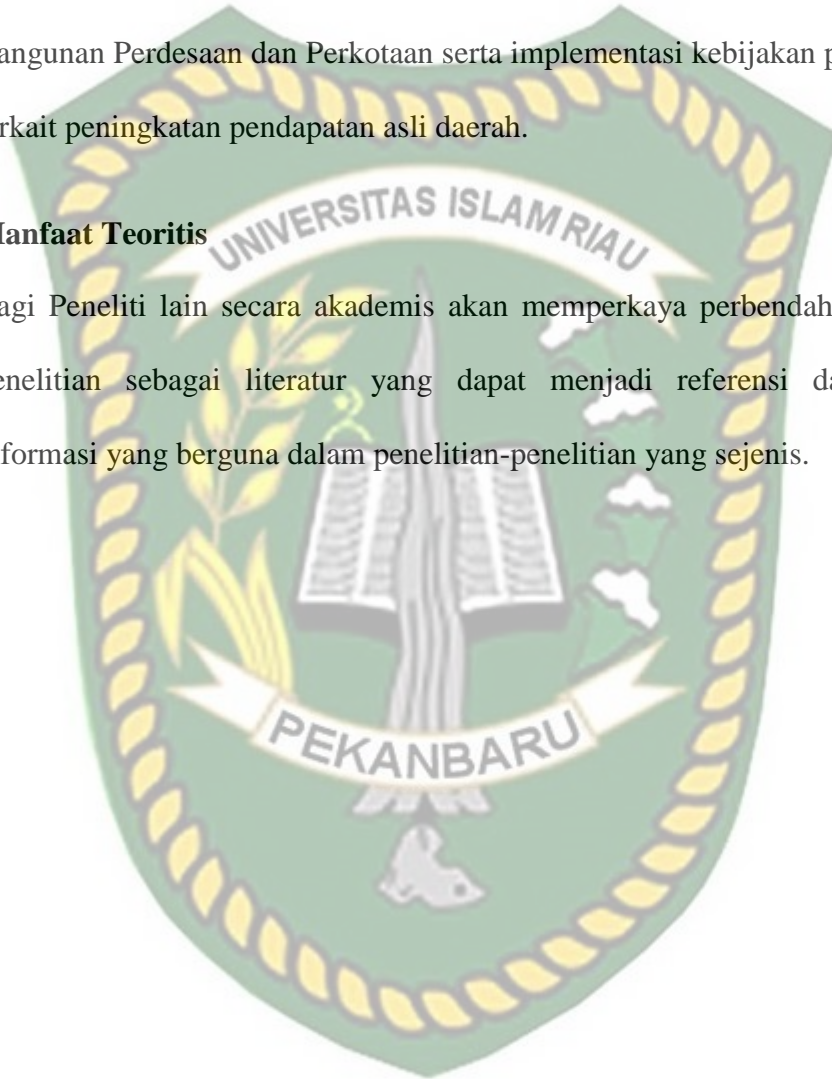 angunan Perdesaan dan Perkotaan serta implementasi kebijakan p
rkait peningkatan pendapatan asli daerah.
Manfaat Teoritis
UNIVERSITAS ISLAM RIAU
agi Peneliti lain secara akademis akan memperkaya perbendah
enelitian sebagai literatur yang dapat menjadi referensi da
formasi yang berguna dalam penelitian-penelitian yang sejenis.
PEKANBARU